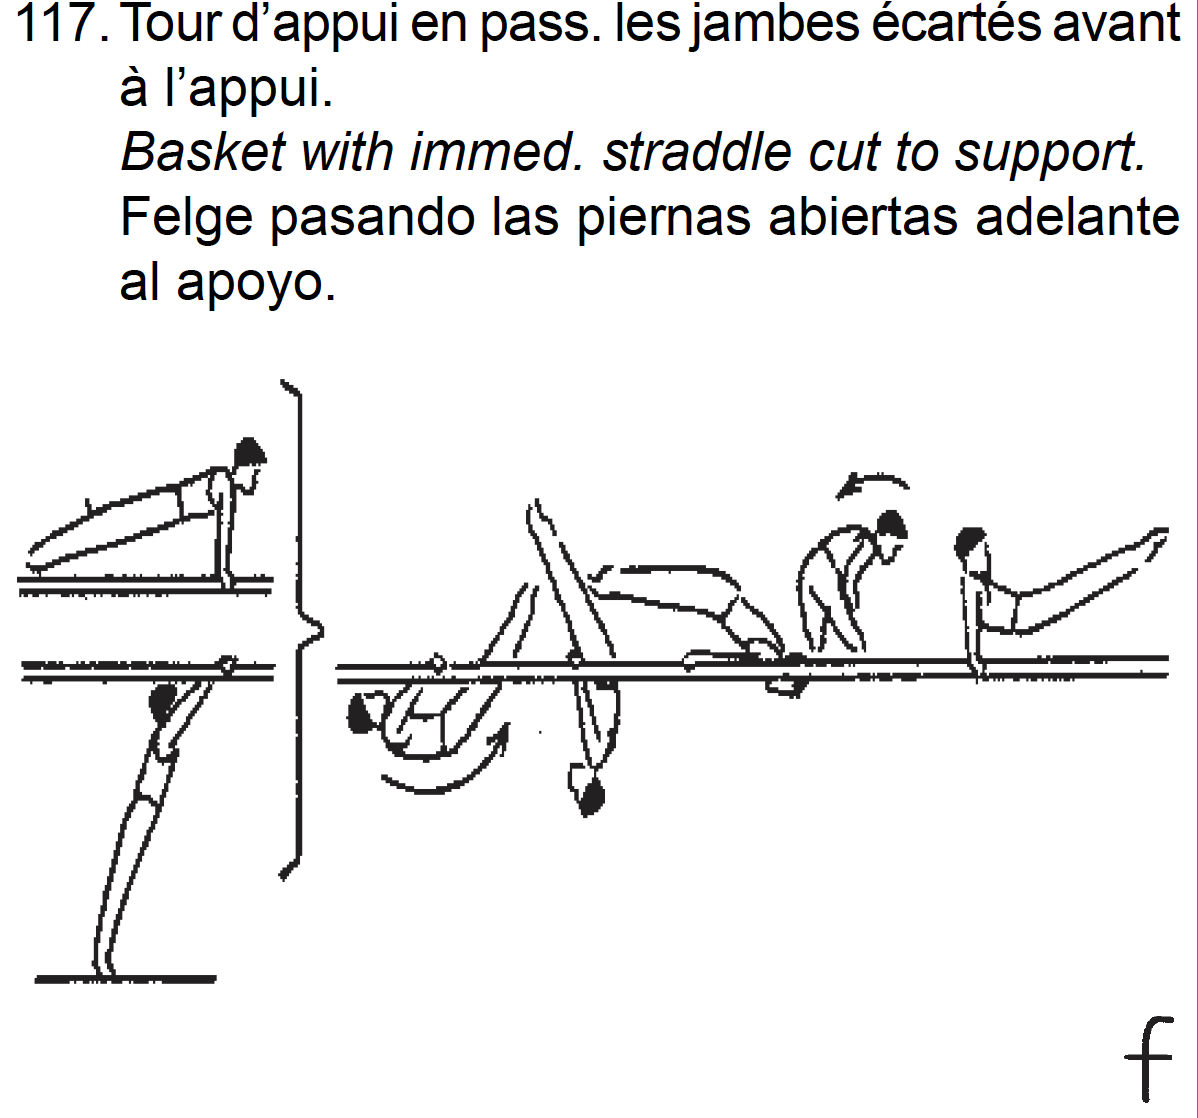 117. Tour d’appui en pass. les jambes écartés avant
à l’appui.
Basket with immed. straddle cut to support.
Felge pasando las piernas abiertas adelante
al apoyo.
f